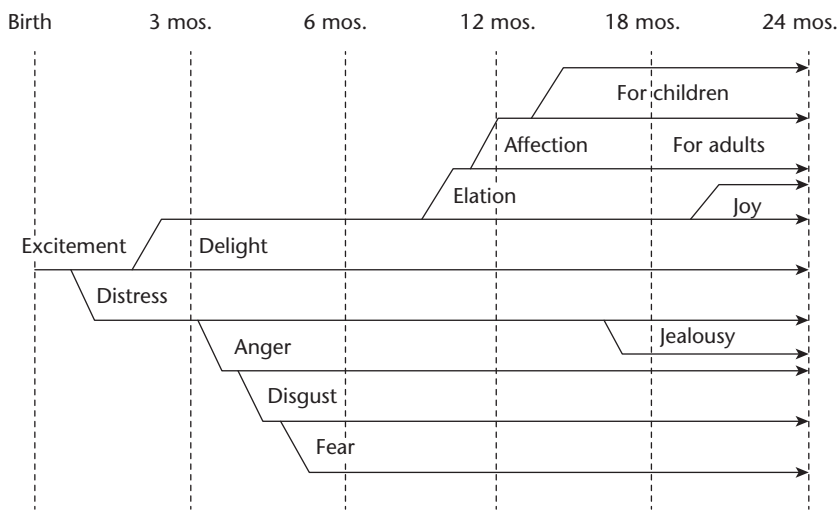 Birth 3 mos. 6 mos. 12 mos. 18 mos. 24 mos.
For children
Affection For adults
Elation
Joy
Excitement Delight
Distress
Jealousy
Anger
Disgust
Fear